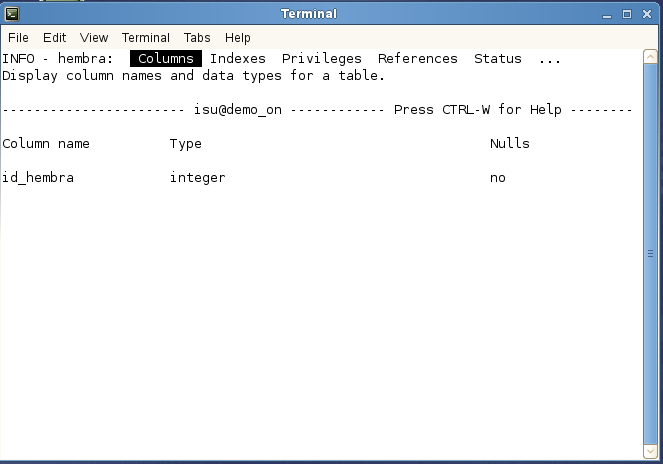 Terminal
File Edit View Terminal Tabs Help
INFO - hembra: Columns Indexes Privileges References Status ...
Display column names and data types for a table.
----------------------- isu@demo_on ------------ Press CTRL-W for Help --------
Column name Type Nulls
id_hembra integer no